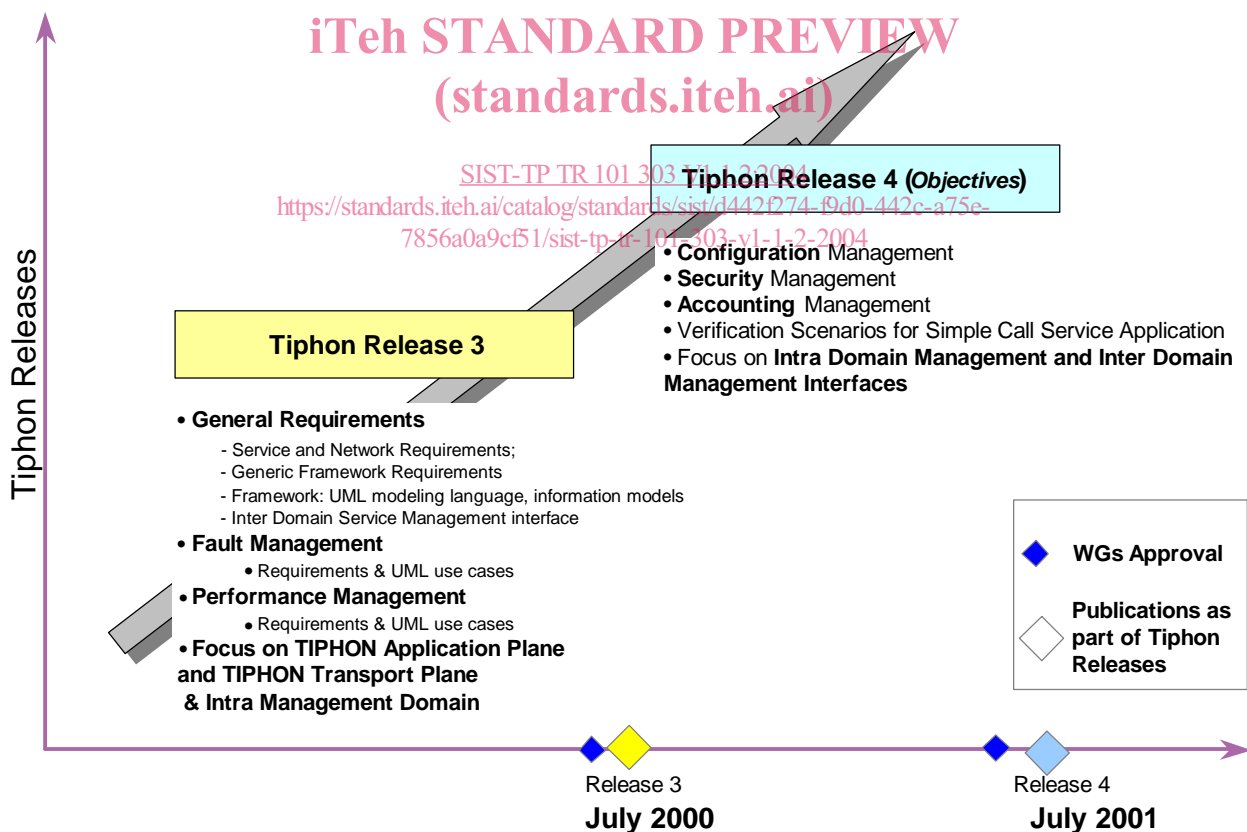 iTeh STANDARD PREVIEW
(standards.iteh.ai)
SIST-TP TR 101 303 V1.1.2:2004
https://standards.iteh.ai/catalog/standards/sist/d442f274-f9d0-442c-a75e-
7856a0a9cf51/sist-tp-tr-101-303-v1-1-2-2004
Tiphon Releases
Tiphon Release 4 (Objectives)
• Configuration Management
• Security Management
• Accounting Management
• Verification Scenarios for Simple Call Service Application
• Focus on Intra Domain Management and Inter Domain
Management Interfaces
Tiphon Release 3
• General Requirements
- Service and Network Requirements;
- Generic Framework Requirements
- Framework: UML modeling language, information models
- Inter Domain Service Management interface
• Fault Management
• Requirements & UML use cases
• Performance Management
• Requirements & UML use cases
• Focus on TIPHON Application Plane
and TIPHON Transport Plane
& Intra Management Domain
WGs Approval
Publications as
part of Tiphon
Releases
Release 3
July 2000
Release 4
July 2001